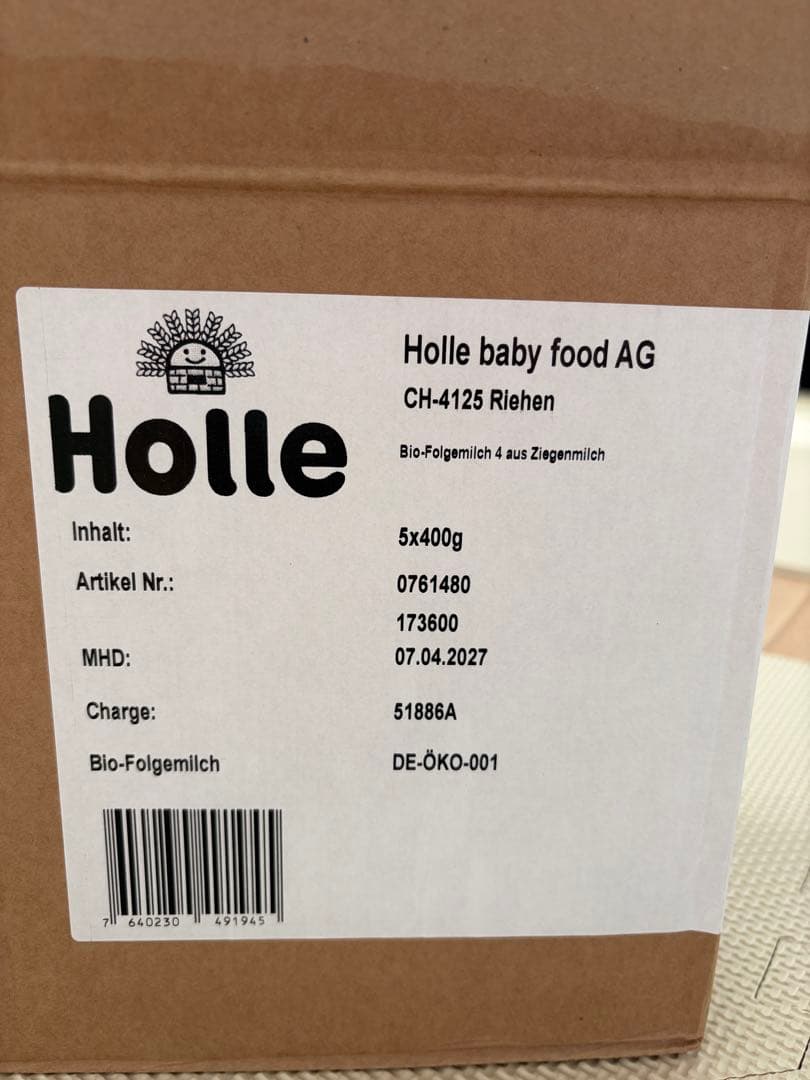 Holle
Holle baby food AG
CH-4125 Riehen
Bio-Folgemilch 4 aus Ziegenmilch
Inhalt: 5x400g
Artikel Nr.: 0761480
173600
MHD: 07.04.2027
Charge: 51886A
Bio-Folgemilch DE-ÖKO-001
7 640230 491945